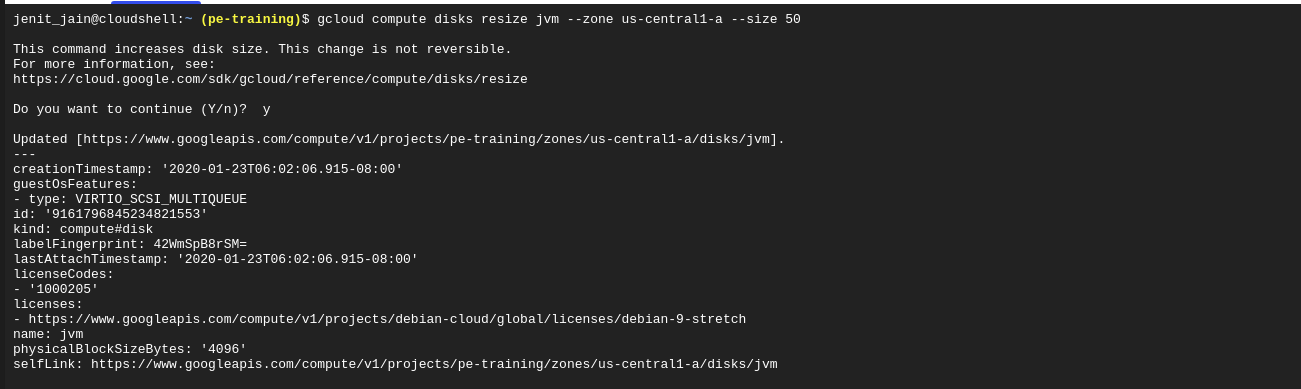 jenit_jain@cloudshell:~ (pe-training)$ gcloud compute disks resize jvm --zone us-central1-a --size 50
This command increases disk size. This change is not reversible.
For more information, see:
https://cloud.google.com/sdk/gcloud/reference/compute/disks/resize
Do you want to continue (Y/n)?  y
Updated [https://www.googleapis.com/compute/v1/projects/pe-training/zones/us-central1-a/disks/jvm].
---
creationTimestamp: '2020-01-23T06:02:06.915-08:00'
guestOsFeatures:
- type: VIRTIO_SCSI_MULTIQUEUE
id: '9161796845234821553'
kind: compute#disk
labelFingerprint: 42WmSpB8rSM=
lastAttachTimestamp: '2020-01-23T06:02:06.915-08:00'
licenseCodes:
- '1000205'
licenses:
- https://www.googleapis.com/compute/v1/projects/debian-cloud/global/licenses/debian-9-stretch
name: jvm
physicalBlockSizeBytes: '4096'
selfLink: https://www.googleapis.com/compute/v1/projects/pe-training/zones/us-central1-a/disks/jvm